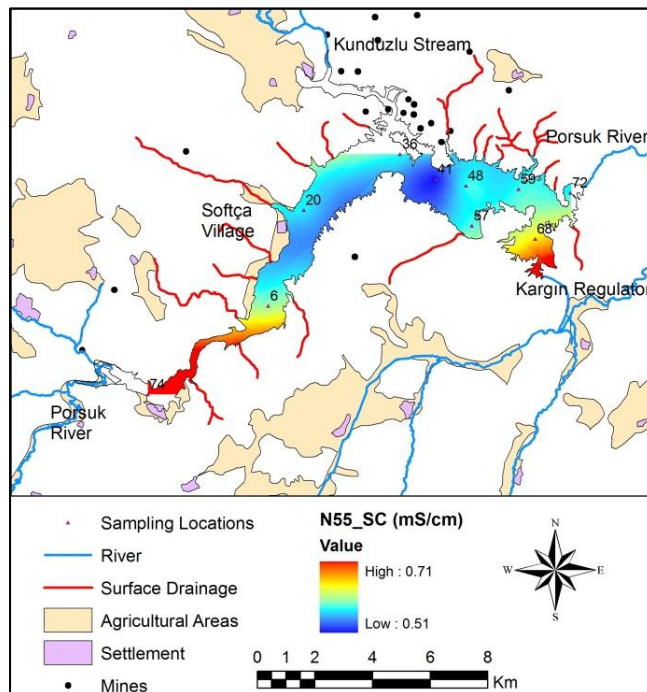 Kunduzlu Stream
Porsuk River
36
41
48
59
72
20
Softça
Village
57
68
Kargın Regulator
6
74
Porsuk
River
Sampling Locations
River
Surface Drainage
Agricultural Areas
Settlement
Mines
N55_SC (mS/cm)
Value
High : 0.71
Low : 0.51
N
W
E
S
0 1 2 4 6 8
Km